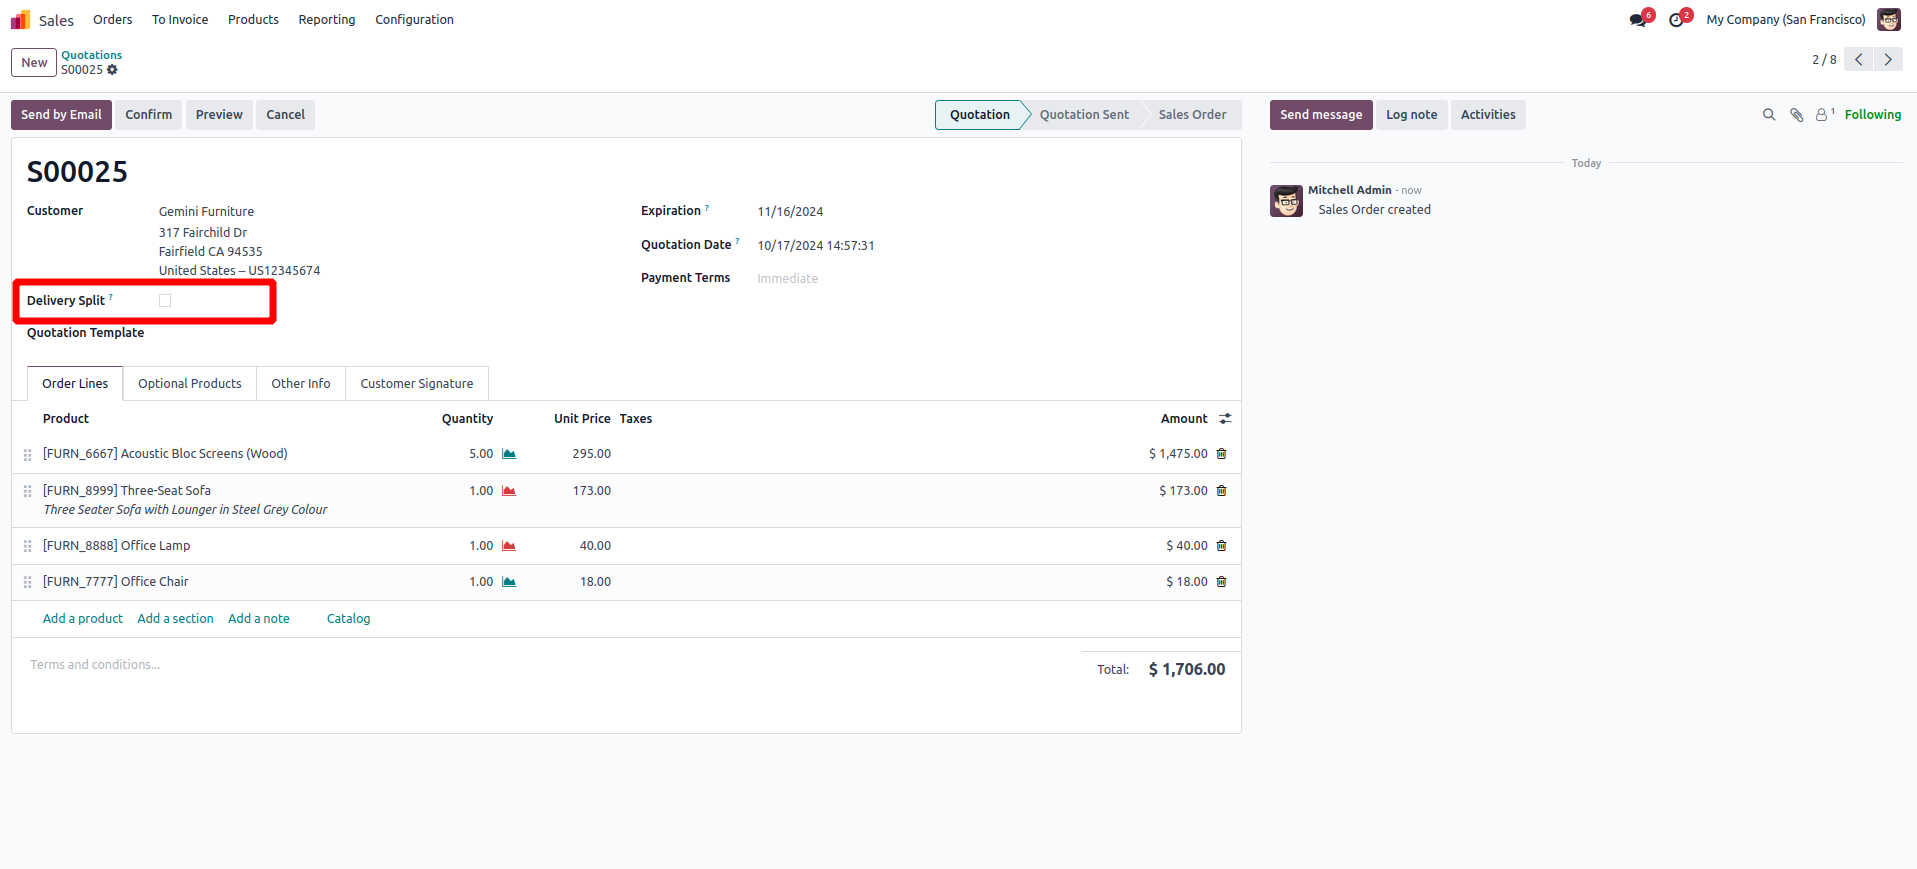 Sales Orders To Invoice Products Reporting Configuration 6 2 My Company (San Francisco)
New Quotations
S00025
2 / 8
Send by Email Confirm Preview Cancel Quotation Quotation Sent Sales Order Send message Log note Activities 1 Following
S00025
Today
Mitchell Admin - now
Sales Order created
Customer Gemini Furniture
317 Fairchild Dr
Fairfield CA 94535
United States – US12345674
Expiration ? 11/16/2024
Quotation Date ? 10/17/2024 14:57:31
Payment Terms Immediate
Delivery Split ?
Quotation Template
Order Lines Optional Products Other Info Customer Signature
Product Quantity Unit Price Taxes Amount
[FURN_6667] Acoustic Bloc Screens (Wood) 5.00 295.00 $ 1,475.00
[FURN_8999] Three-Seat Sofa 1.00 173.00 $ 173.00
Three Seater Sofa with Lounger in Steel Grey Colour
[FURN_8888] Office Lamp 1.00 40.00 $ 40.00
[FURN_7777] Office Chair 1.00 18.00 $ 18.00
Add a product Add a section Add a note Catalog
Terms and conditions...
Total: $ 1,706.00